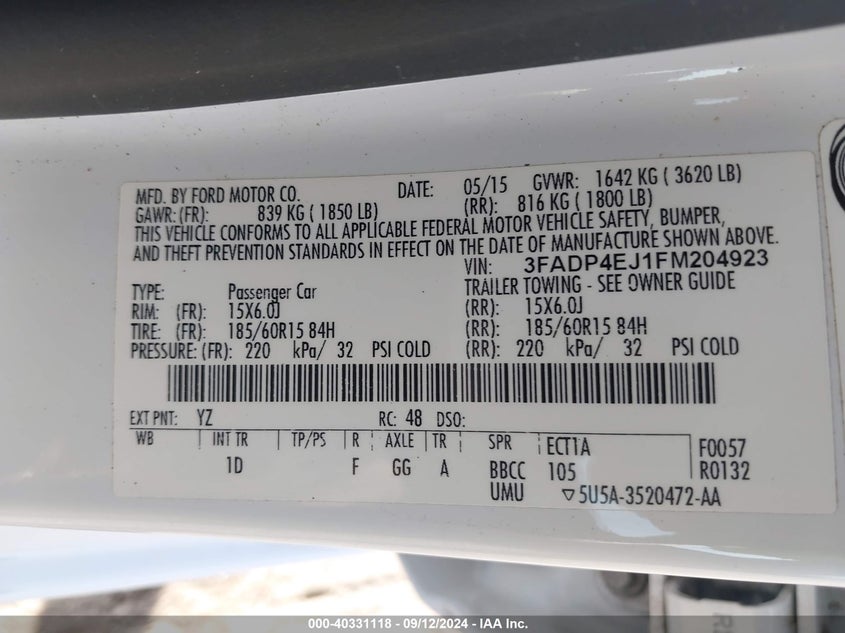 MFD. BY FORD MOTOR CO. DATE: 05/15 GVWR: 1642 KG ( 3620 LB)
GAWR: (FR): 839 KG ( 1850 LB) (RR): 816 KG ( 1800 LB)
THIS VEHICLE CONFORMS TO ALL APPLICABLE FEDERAL MOTOR VEHICLE SAFETY, BUMPER,
AND THEFT PREVENTION STANDARDS IN EFFECT ON THE DATE OF MANUFACTURE SHOWN ABOVE.
VIN: 3FADP4EJ1FM204923
TYPE: Passenger Car TRAILER TOWING - SEE OWNER GUIDE
RIM: (FR): 15X6.0J (RR): 15X6.0J
TIRE: (FR): 185/60R15 84H (RR): 185/60R15 84H
PRESSURE: (FR): 220 kPa/ 32 PSI COLD (RR): 220 kPa/ 32 PSI COLD
EXT PNT: YZ RC: 48 DSO:
WB INT TR TP/PS R AXLE TR SPR ECT1A F0057
1D F GG A BBCC 105 R0132
UMU ▽5U5A-3520472-AA
000-40331118 - 09/12/2024 - IAA Inc.